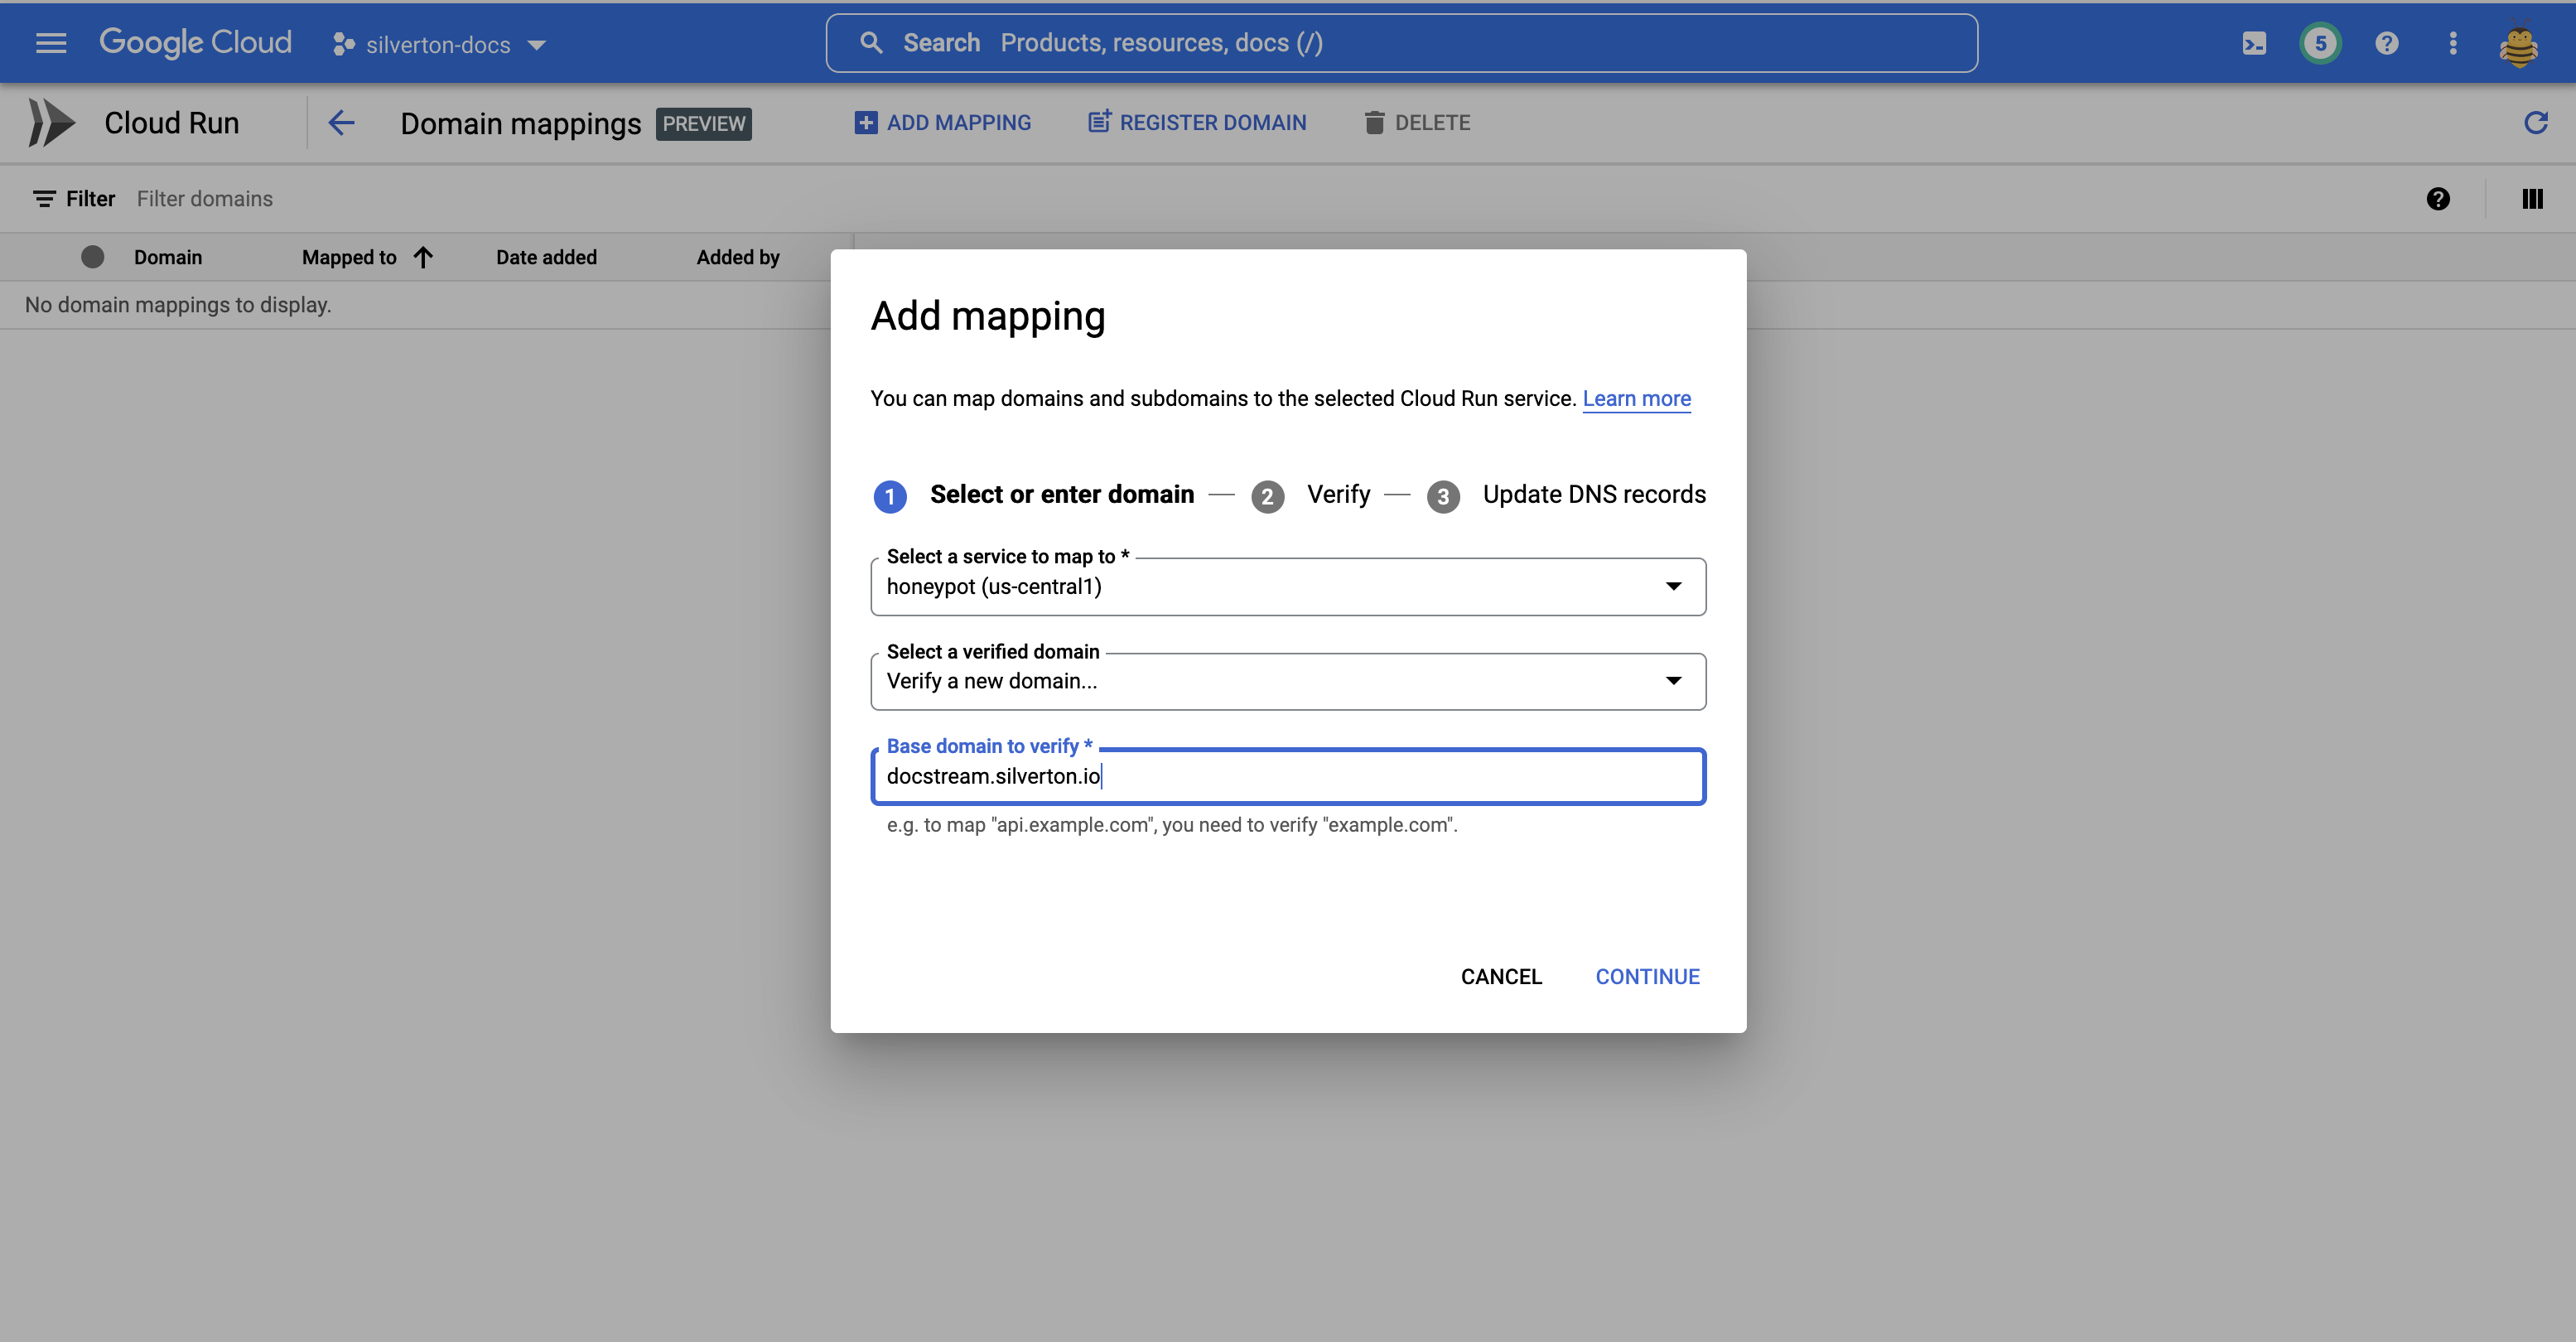 Google Cloud silverton-docs Search Products, resources, docs (/) 5
Cloud Run Domain mappings PREVIEW ADD MAPPING REGISTER DOMAIN DELETE
Filter Filter domains
Domain Mapped to Date added Added by
No domain mappings to display.
Add mapping
You can map domains and subdomains to the selected Cloud Run service. Learn more
1 Select or enter domain — 2 Verify — 3 Update DNS records
Select a service to map to *
honeypot (us-central1)
Select a verified domain
Verify a new domain...
Base domain to verify *
docstream.silverton.io
e.g. to map "api.example.com", you need to verify "example.com".
CANCEL CONTINUE